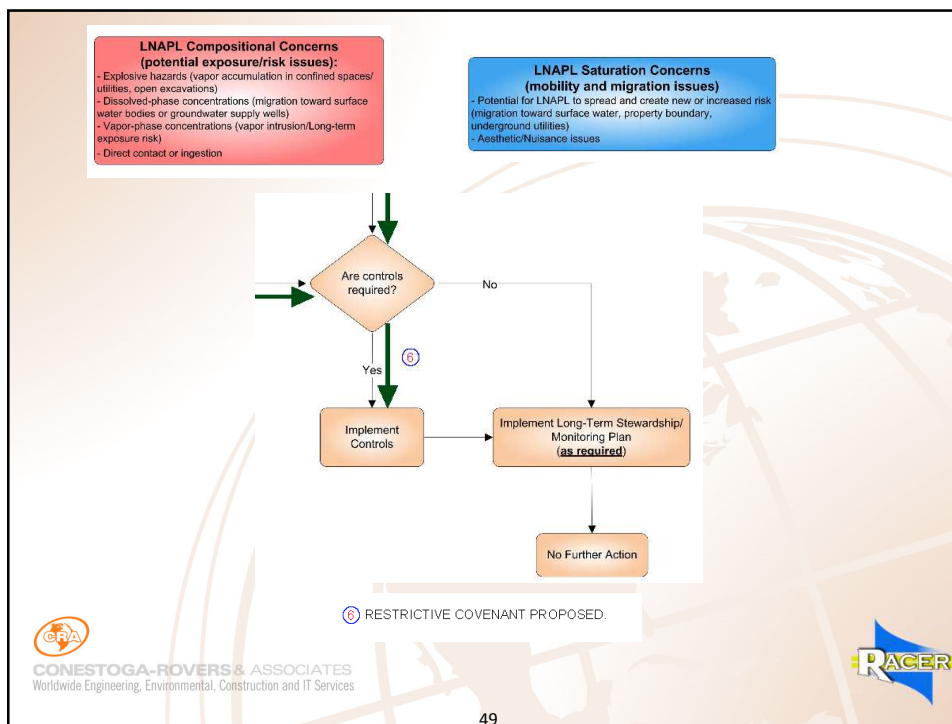 LNAPL Compositional Concerns
(potential exposure/risk issues):
- Explosive hazards (vapor accumulation in confined spaces/
utilities, open excavations)
- Dissolved-phase concentrations (migration toward surface
water bodies or groundwater supply wells)
- Vapor-phase concentrations (vapor intrusion/Long-term
exposure risk)
- Direct contact or ingestion
LNAPL Saturation Concerns
(mobility and migration issues)
- Potential for LNAPL to spread and create new or increased risk
(migration toward surface water, property boundary,
underground utilities)
- Aesthetic/Nuisance issues
Are controls
required?
No
6
Yes
Implement
Controls
Implement Long-Term Stewardship/
Monitoring Plan
(as required)
No Further Action
6 RESTRICTIVE COVENANT PROPOSED.
CRA
CONESTOGA-ROVERS & ASSOCIATES
Worldwide Engineering, Environmental, Construction and IT Services
RACER
49